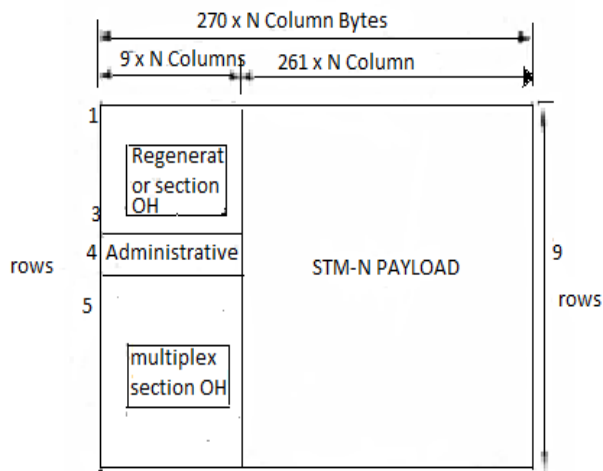 270 x N Column Bytes
9 x N Columns
261 x N Column
1
Regenerat
or section
OH
3
4 Administrative
STM-N PAYLOAD
9
rows
rows
5
multiplex
section OH